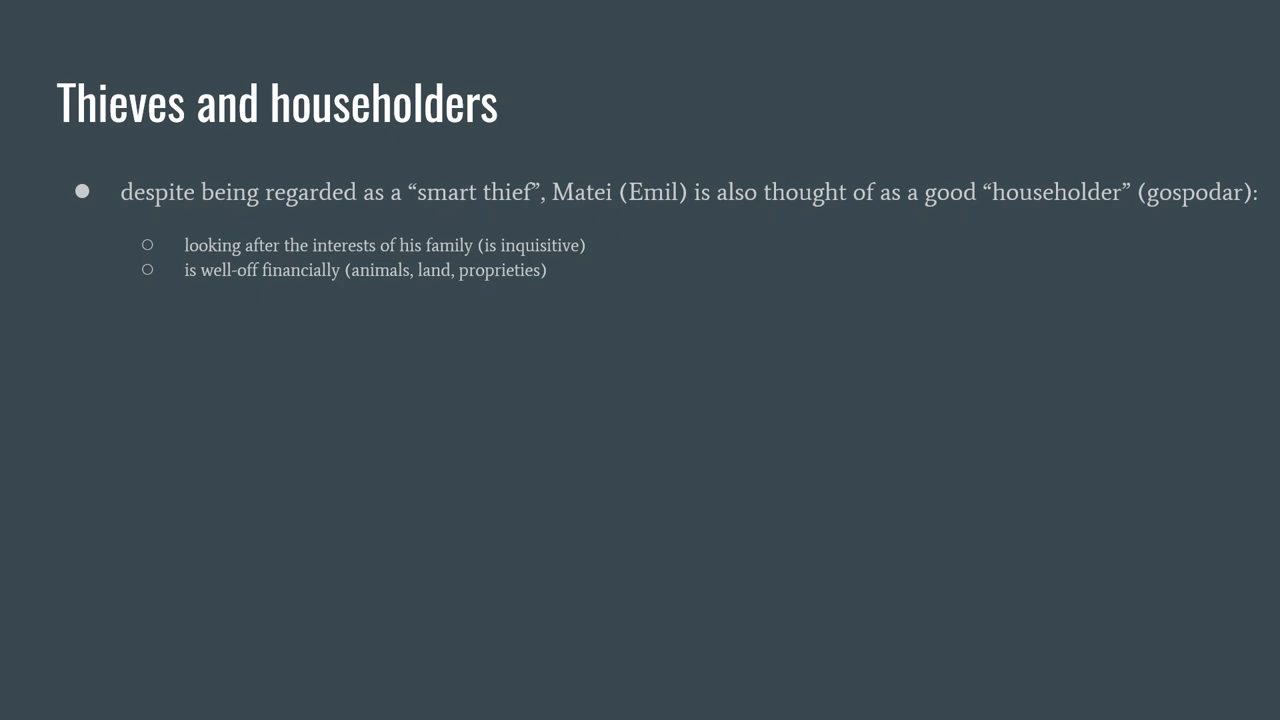 Thieves and householders
● despite being regarded as a “smart thief”, Matei (Emil) is also thought of as a good “householder” (gospodar):
○ looking after the interests of his family (is inquisitive)
○ is well-off financially (animals, land, proprieties)